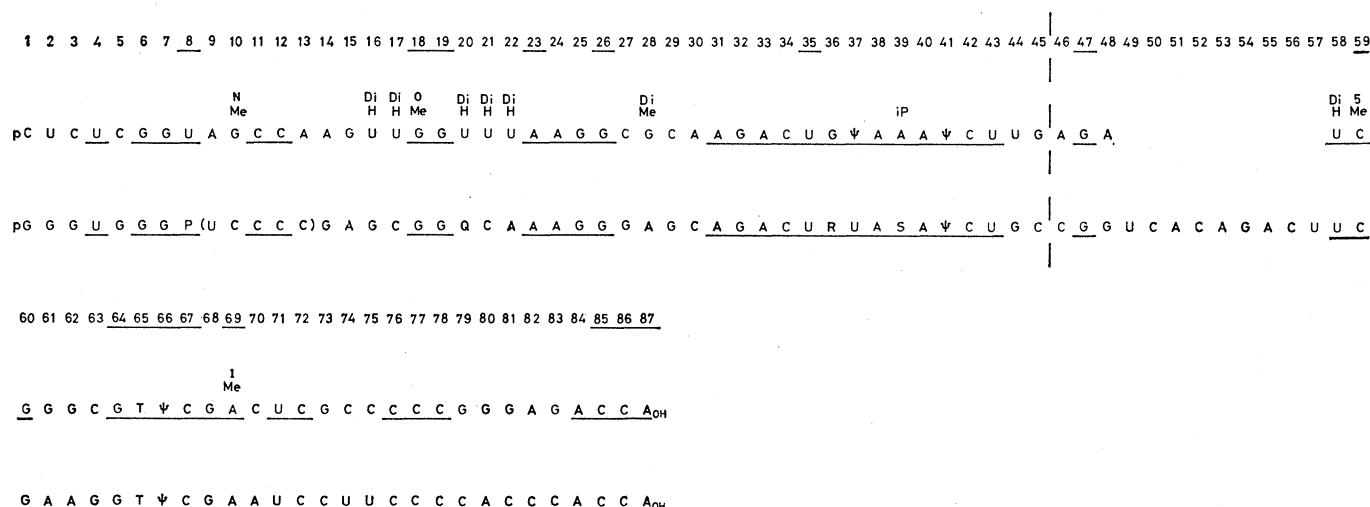 1 2 3 4 5 6 7 8 9 10 11 12 13 14 15 16 17 18 19 20 21 22 23 24 25 26 27 28 29 30 31 32 33 34 35 36 37 38 39 40 41 42 43 44 45 46 47 48 49 50 51 52 53 54 55 56 57 58 59
N Di Di O Di Di Di Di iP Di 5
Me H H Me H H H Me H Me
pC U C U C G G U A G C C A A G U U G G U U U A A G G C G C A A G A C U G Ψ A A A Ψ C U U G A G A U C
pG G G U G G G P (U C C C C) G A G C G G Q C A A A G G G A G C A G A C U R U A S A Ψ C U G C C G G U C A C A G A C U U C
60 61 62 63 64 65 66 67 68 69 70 71 72 73 74 75 76 77 78 79 80 81 82 83 84 85 86 87
1
Me
G G G C G T Ψ C G A C U C G C C C C C G G G A G A C C A OH
G A A G G T Ψ C G A A U C C U U C C C C A C C C A C C A OH